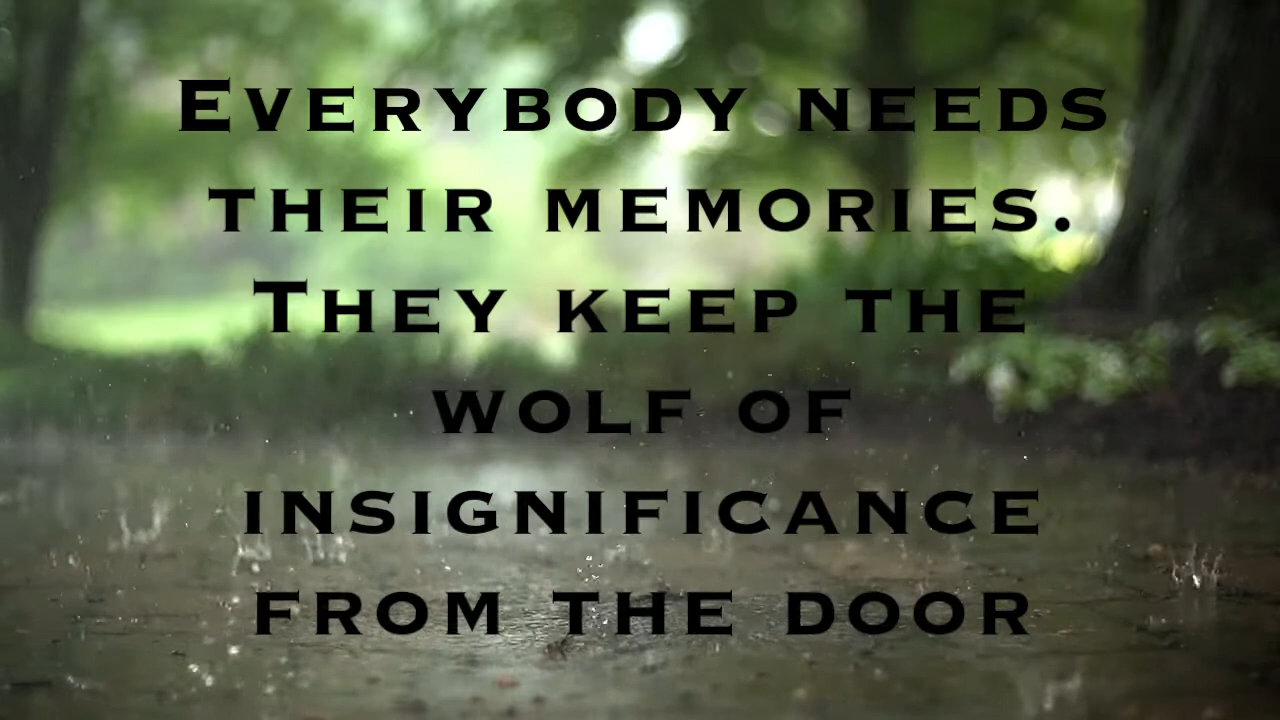 Everybody needs
their memories.
They keep the
wolf of
insignificance
from the door